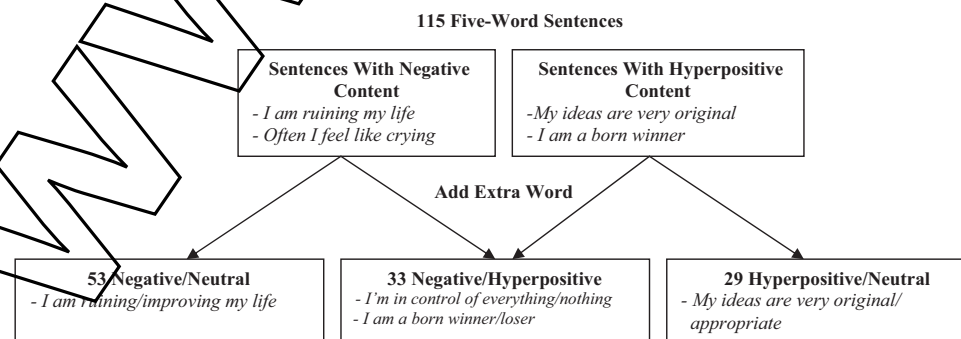 115 Five-Word Sentences
Sentences With Negative
Content
- I am ruining my life
- Often I feel like crying
Sentences With Hyperpositive
Content
-My ideas are very original
- I am a born winner
Add Extra Word
53 Negative/Neutral
- I am ruining/improving my life
33 Negative/Hyperpositive
- I'm in control of everything/nothing
- I am a born winner/loser
29 Hyperpositive/Neutral
- My ideas are very original/
appropriate